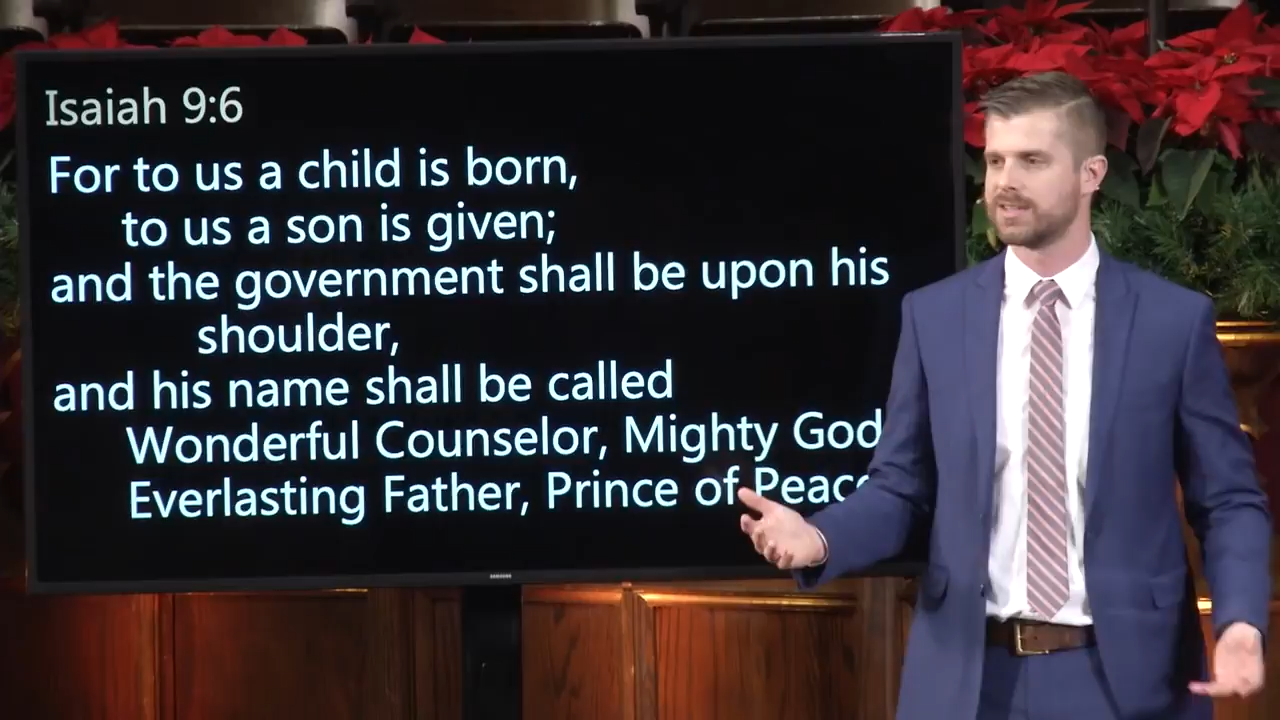 Isaiah 9:6
For to us a child is born,
to us a son is given;
and the government shall be upon his
shoulder,
and his name shall be called
Wonderful Counselor, Mighty God
Everlasting Father, Prince of Peace
SAMSUNG